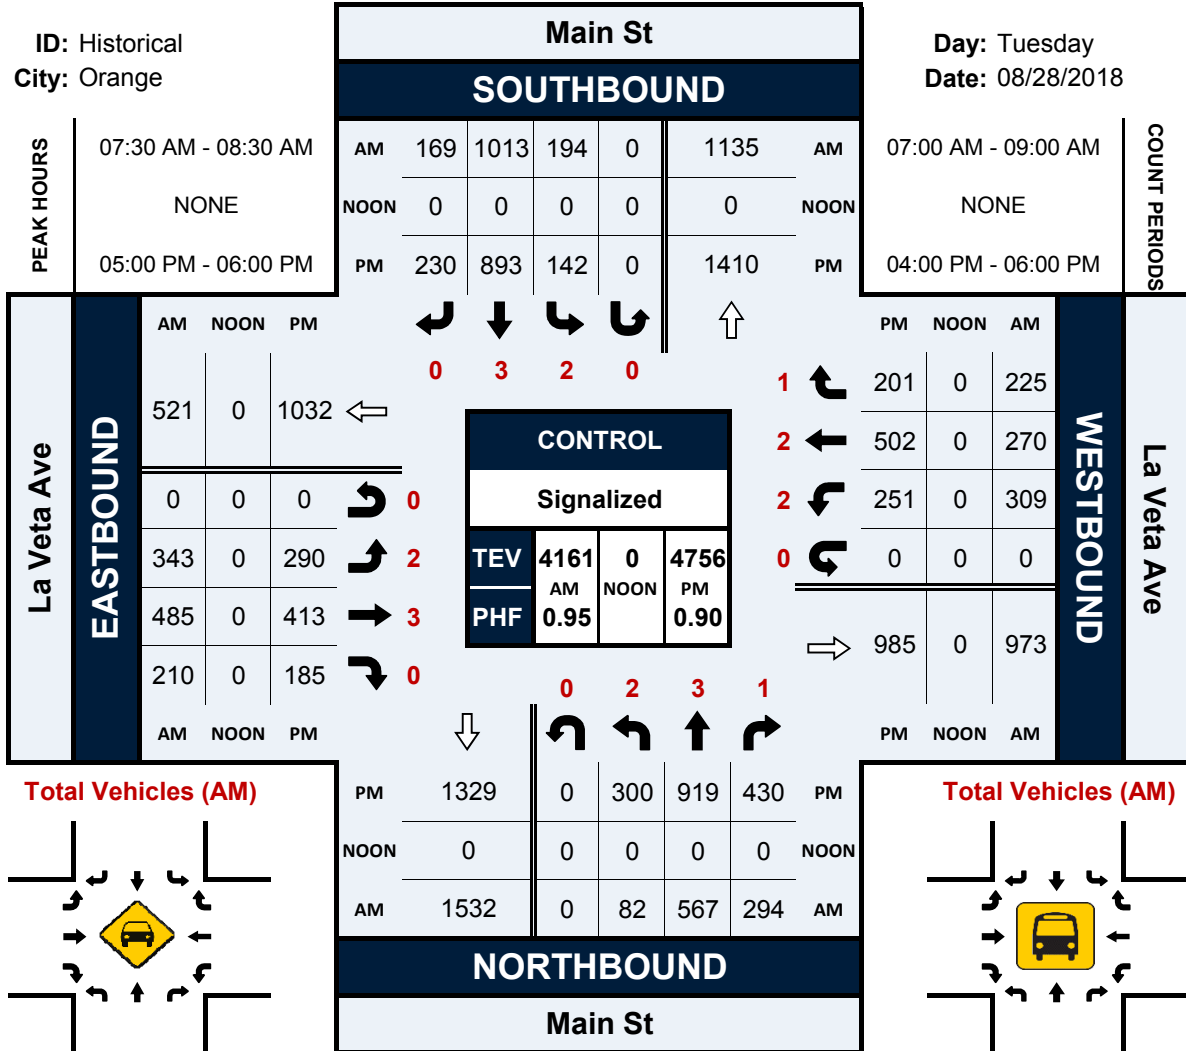 ID: Historical
City: Orange
Main St
SOUTHBOUND
Day: Tuesday
Date: 08/28/2018
PEAK HOURS
07:30 AM - 08:30 AM
NONE
05:00 PM - 06:00 PM
AM 169 1013 194 0 1135 AM
NOON 0 0 0 0 0 NOON
PM 230 893 142 0 1410 PM
07:00 AM - 09:00 AM
NONE
04:00 PM - 06:00 PM
COUNT PERIODS
0 3 2 0
La Veta Ave
EASTBOUND
AM NOON PM
521 0 1032
0 0 0 0
343 0 290 2
485 0 413 3
210 0 185 0
AM NOON PM
CONTROL
Signalized
TEV 4161 0 4756
AM NOON PM
PHF 0.95 0.90
PM NOON AM
1 201 0 225
2 502 0 270
2 251 0 309
0 0 0 0
985 0 973
PM NOON AM
WESTBOUND
La Veta Ave
0 2 3 1
PM 1329 0 300 919 430 PM
NOON 0 0 0 0 0 NOON
AM 1532 0 82 567 294 AM
NORTHBOUND
Main St
Total Vehicles (AM)
Total Vehicles (AM)